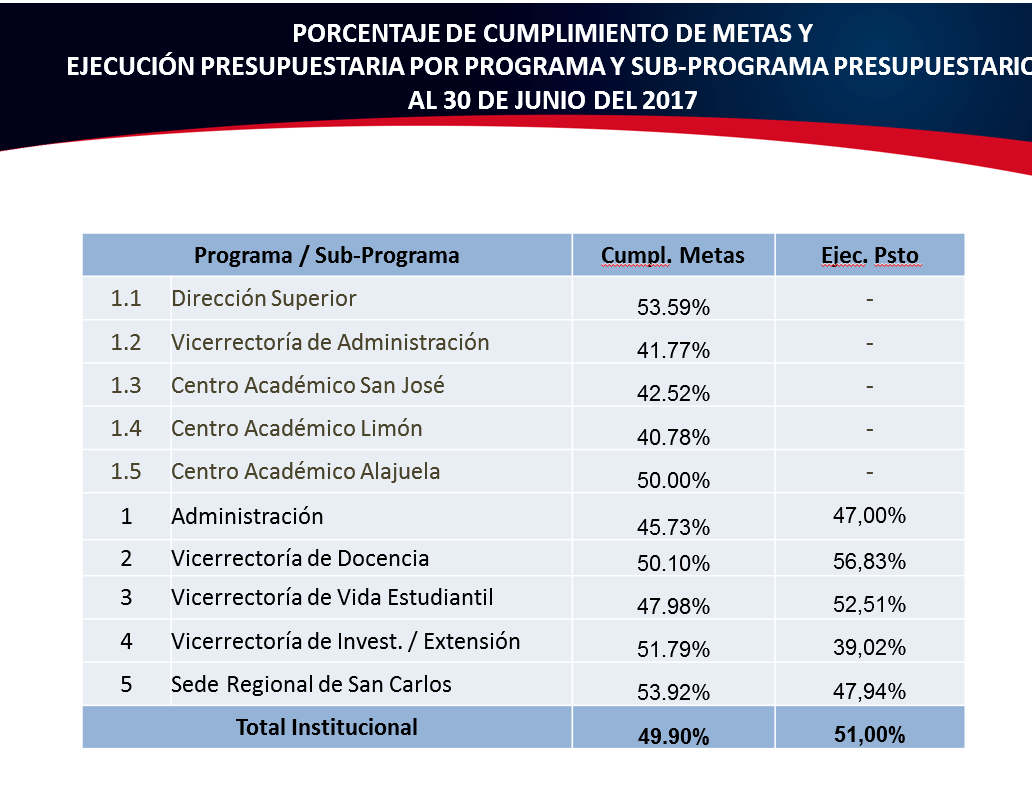 PORCENTAJE DE CUMPLIMIENTO DE METAS Y
EJECUCIÓN PRESUPUESTARIA POR PROGRAMA Y SUB-PROGRAMA PRESUPUESTARIO
AL 30 DE JUNIO DEL 2017
Programa / Sub-Programa Cumpl. Metas Ejec. Psto
1.1 Dirección Superior 53.59% -
1.2 Vicerrectoría de Administración 41.77% -
1.3 Centro Académico San José 42.52% -
1.4 Centro Académico Limón 40.78% -
1.5 Centro Académico Alajuela 50.00% -
1 Administración 45.73% 47,00%
2 Vicerrectoría de Docencia 50.10% 56,83%
3 Vicerrectoría de Vida Estudiantil 47.98% 52,51%
4 Vicerrectoría de Invest. / Extensión 51.79% 39,02%
5 Sede Regional de San Carlos 53.92% 47,94%
Total Institucional 49.90% 51,00%